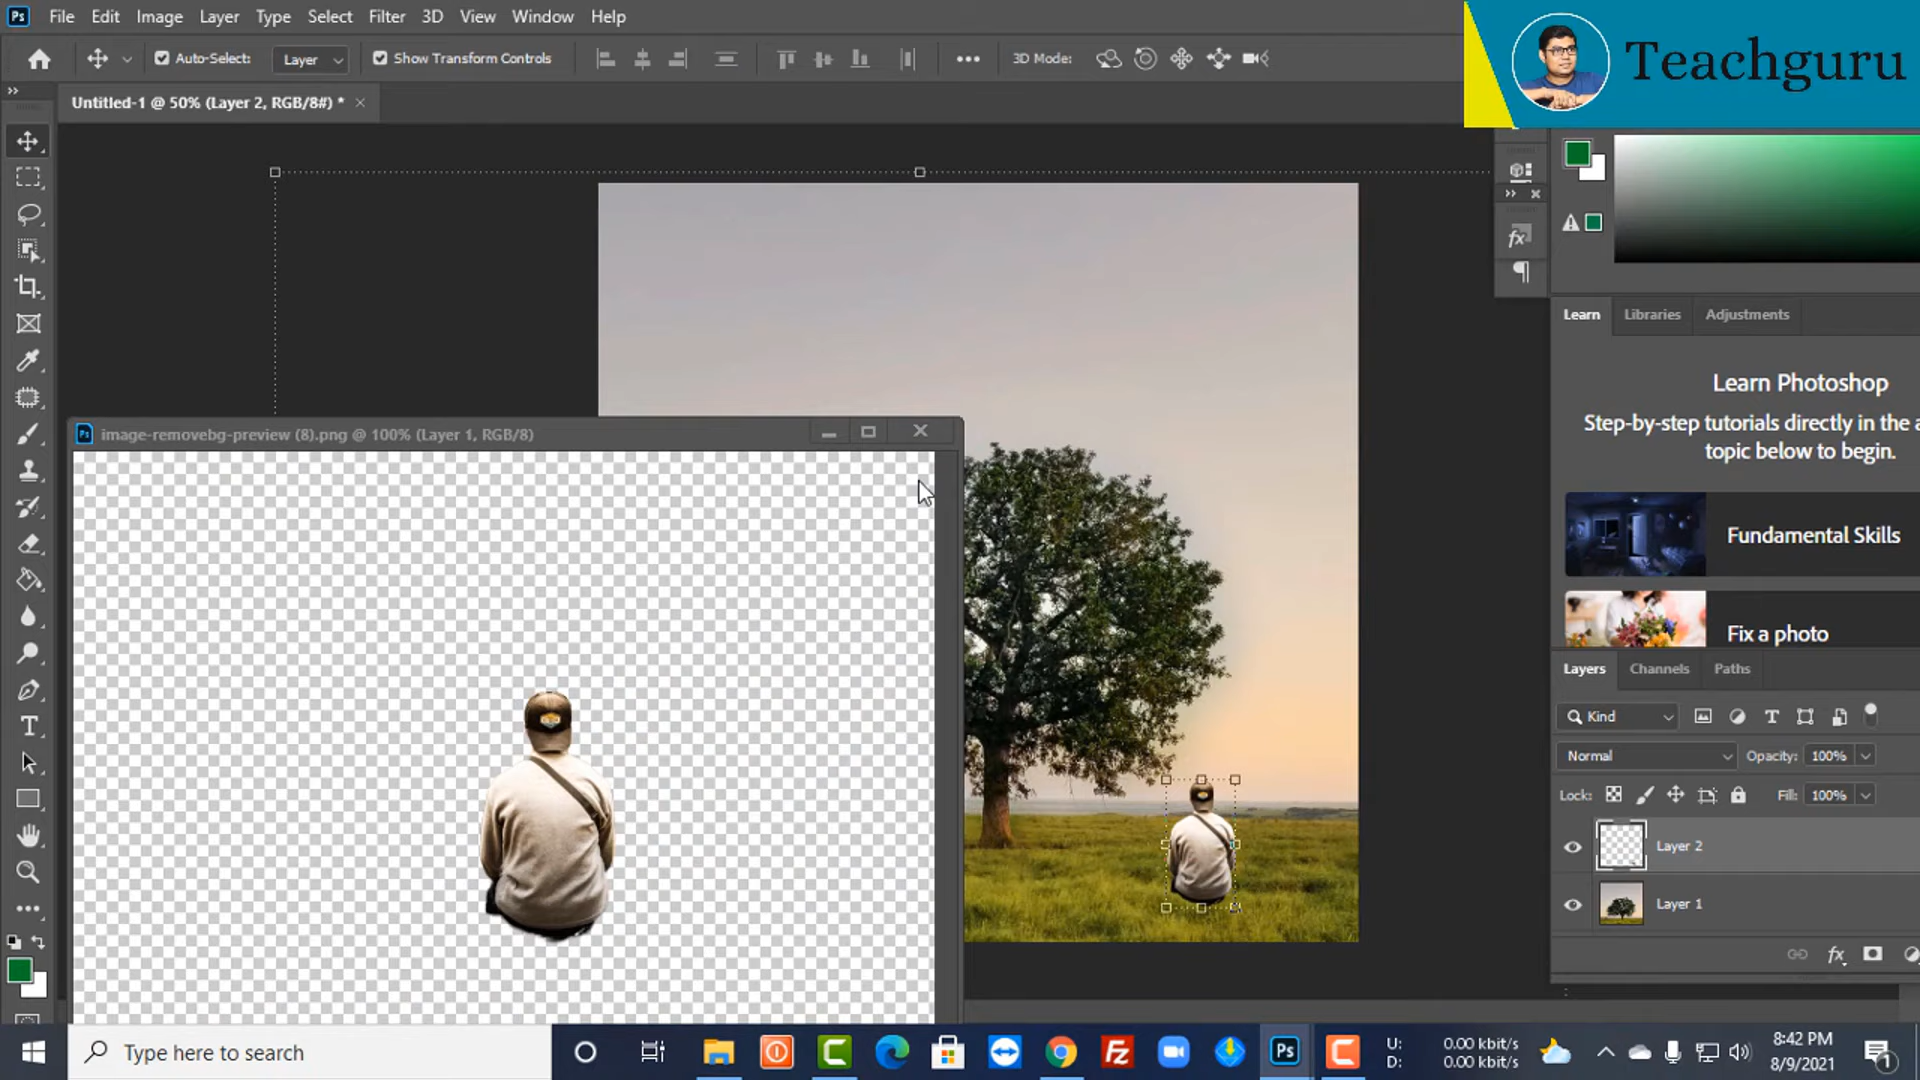 Ps File Edit Image Layer Type Select Filter 3D View Window Help
Auto-Select: Layer Show Transform Controls 3D Mode:
Teachguru
Untitled-1 @ 50% (Layer 2, RGB/8#) *
image-removebg-preview (8).png @ 100% (Layer 1, RGB/8)
Learn Libraries Adjustments
Learn Photoshop
Step-by-step tutorials directly in the a
topic below to begin.
Fundamental Skills
Fix a photo
Layers Channels Paths
Kind
Normal Opacity: 100%
Lock: Fill: 100%
Layer 2
Layer 1
fx
Type here to search
U: 0.00 kbit/s
D: 0.00 kbit/s
8:42 PM
8/9/2021